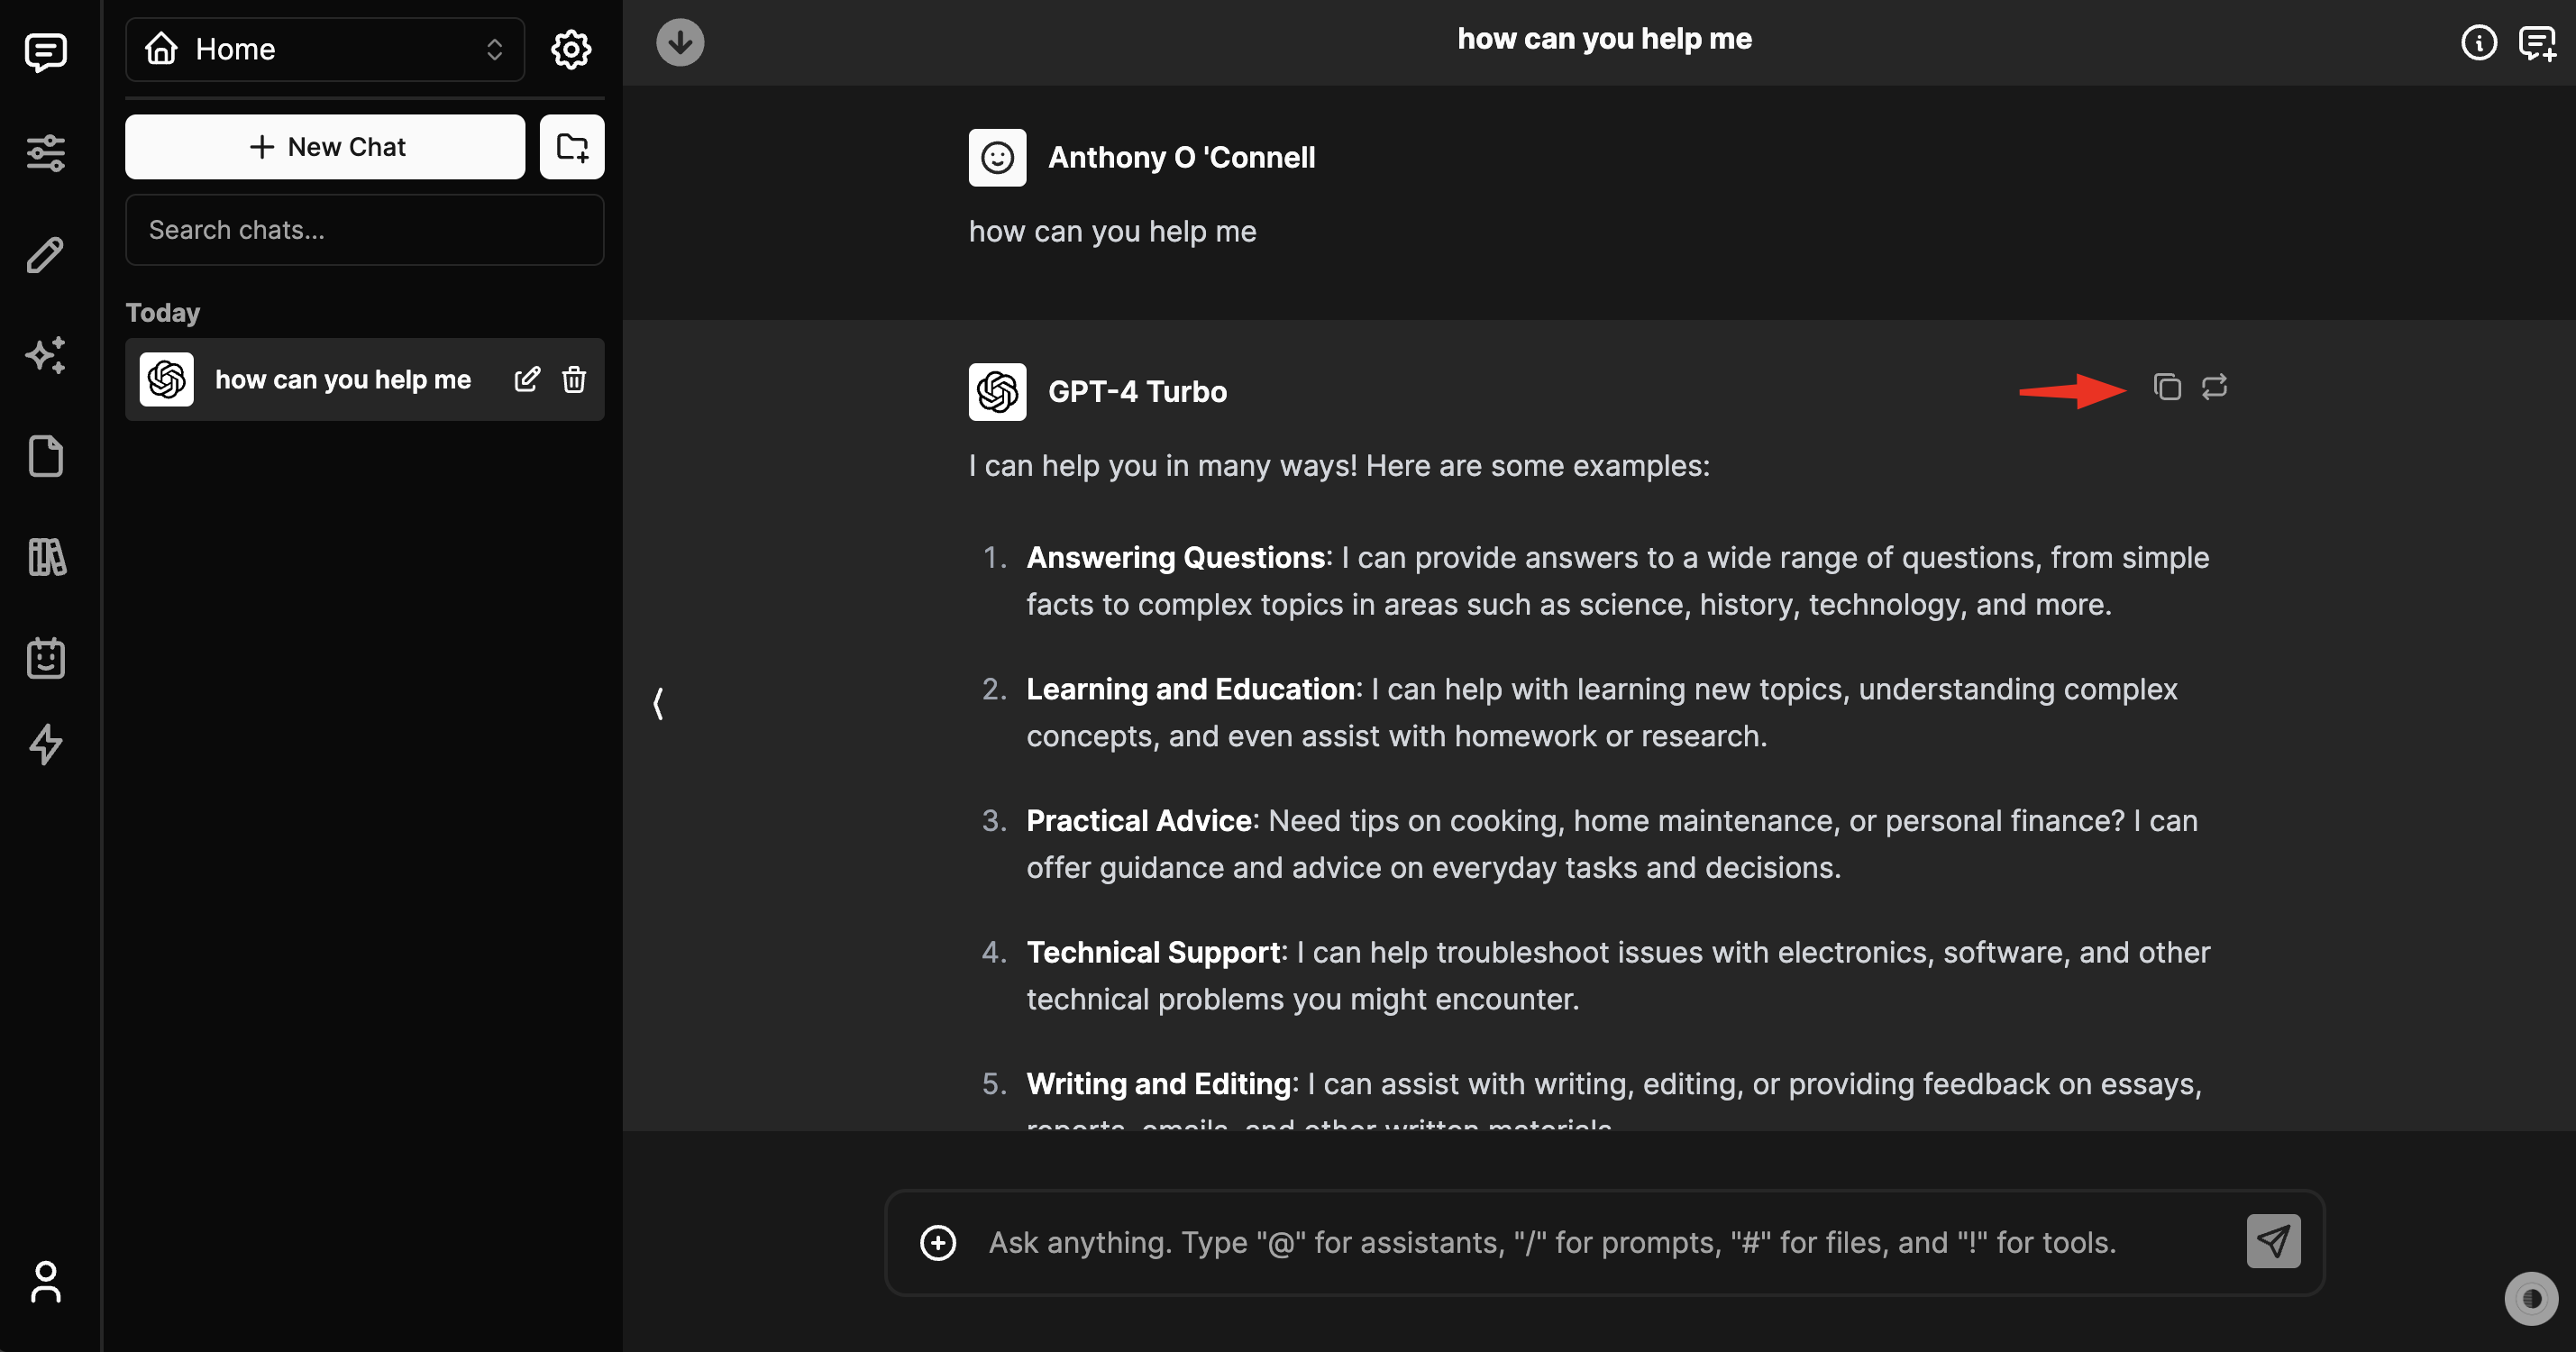 Home
New Chat
Search chats...
Today
how can you help me
how can you help me
Anthony O 'Connell
how can you help me
GPT-4 Turbo
I can help you in many ways! Here are some examples:
1. Answering Questions: I can provide answers to a wide range of questions, from simple
facts to complex topics in areas such as science, history, technology, and more.
2. Learning and Education: I can help with learning new topics, understanding complex
concepts, and even assist with homework or research.
3. Practical Advice: Need tips on cooking, home maintenance, or personal finance? I can
offer guidance and advice on everyday tasks and decisions.
4. Technical Support: I can help troubleshoot issues with electronics, software, and other
technical problems you might encounter.
5. Writing and Editing: I can assist with writing, editing, or providing feedback on essays,
reports, emails, and other written materials.
Ask anything. Type "@" for assistants, "/" for prompts, "#" for files, and "!" for tools.